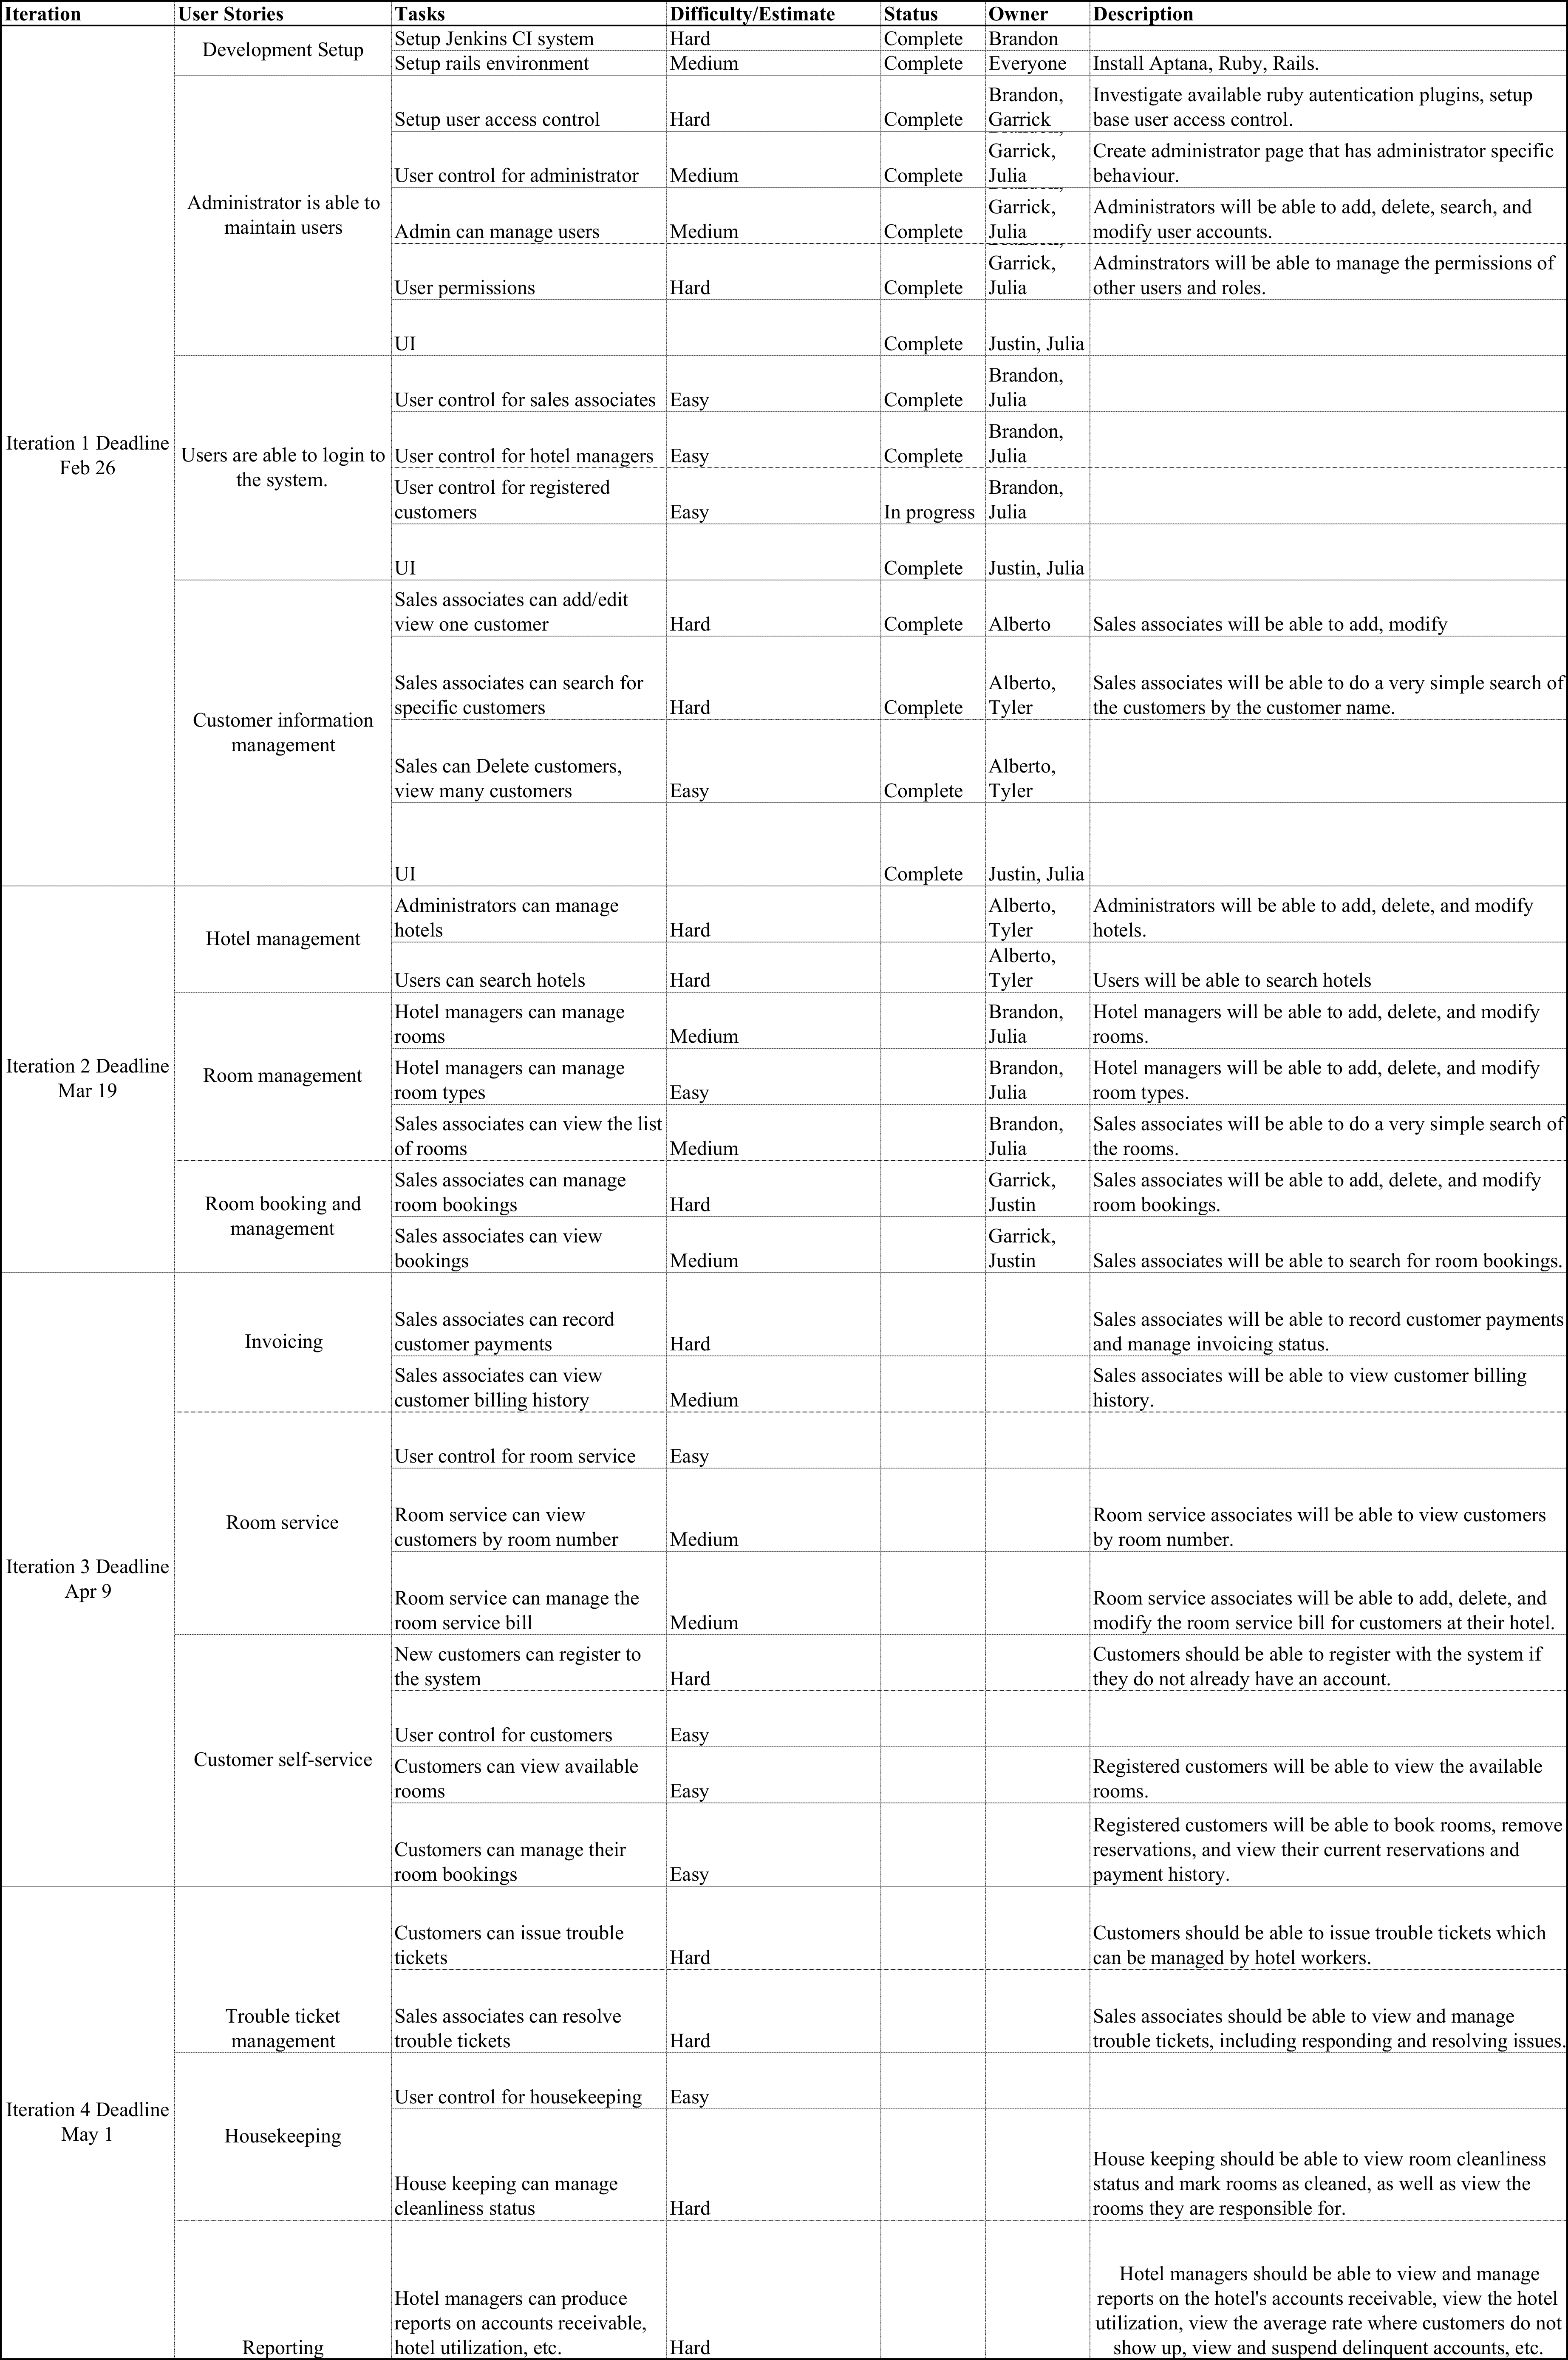 Iteration User Stories Tasks Difficulty/Estimate Status Owner Description
Iteration 1 Deadline
Feb 26
Development Setup
Setup Jenkins CI system Hard Complete Brandon
Setup rails environment Medium Complete Everyone Install Aptana, Ruby, Rails.
Administrator is able to
maintain users
Setup user access control Hard Complete
Brandon,
Garrick
Investigate available ruby autentication plugins, setup
base user access control.
User control for administrator Medium Complete
Garrick,
Julia
Create administrator page that has administrator specific
behaviour.
Admin can manage users Medium Complete
Garrick,
Julia
Administrators will be able to add, delete, search, and
modify user accounts.
User permissions Hard Complete
Garrick,
Julia
Adminstrators will be able to manage the permissions of
other users and roles.
UI Complete Justin, Julia
Users are able to login to
the system.
User control for sales associates Easy Complete
Brandon,
Julia
User control for hotel managers Easy Complete
Brandon,
Julia
User control for registered
customers
Easy In progress
Brandon,
Julia
UI Complete Justin, Julia
Customer information
management
Sales associates can add/edit
view one customer
Hard Complete Alberto Sales associates will be able to add, modify
Sales associates can search for
specific customers
Hard Complete
Alberto,
Tyler
Sales associates will be able to do a very simple search of
the customers by the customer name.
Sales can Delete customers,
view many customers
Easy Complete
Alberto,
Tyler
UI Complete Justin, Julia
Iteration 2 Deadline
Mar 19
Hotel management
Administrators can manage
hotels
Hard
Alberto,
Tyler
Administrators will be able to add, delete, and modify
hotels.
Users can search hotels Hard
Alberto,
Tyler
Users will be able to search hotels
Room management
Hotel managers can manage
rooms
Medium
Brandon,
Julia
Hotel managers will be able to add, delete, and modify
rooms.
Hotel managers can manage
room types
Easy
Brandon,
Julia
Hotel managers will be able to add, delete, and modify
room types.
Sales associates can view the list
of rooms
Medium
Brandon,
Julia
Sales associates will be able to do a very simple search of
the rooms.
Room booking and
management
Sales associates can manage
room bookings
Hard
Garrick,
Justin
Sales associates will be able to add, delete, and modify
room bookings.
Sales associates can view
bookings
Medium
Garrick,
Justin
Sales associates will be able to search for room bookings.
Iteration 3 Deadline
Apr 9
Invoicing
Sales associates can record
customer payments
Hard
Sales associates will be able to record customer payments
and manage invoicing status.
Sales associates can view
customer billing history
Medium
Sales associates will be able to view customer billing
history.
Room service
User control for room service Easy
Room service can view
customers by room number
Medium
Room service associates will be able to view customers
by room number.
Room service can manage the
room service bill
Medium
Room service associates will be able to add, delete, and
modify the room service bill for customers at their hotel.
Customer self-service
New customers can register to
the system
Hard
Customers should be able to register with the system if
they do not already have an account.
User control for customers Easy
Customers can view available
rooms
Easy
Registered customers will be able to view the available
rooms.
Customers can manage their
room bookings
Easy
Registered customers will be able to book rooms, remove
reservations, and view their current reservations and
payment history.
Iteration 4 Deadline
May 1
Trouble ticket
management
Customers can issue trouble
tickets
Hard
Customers should be able to issue trouble tickets which
can be managed by hotel workers.
Sales associates can resolve
trouble tickets
Hard
Sales associates should be able to view and manage
trouble tickets, including responding and resolving issues.
Housekeeping
User control for housekeeping Easy
House keeping can manage
cleanliness status
Hard
House keeping should be able to view room cleanliness
status and mark rooms as cleaned, as well as view the
rooms they are responsible for.
Reporting
Hotel managers can produce
reports on accounts receivable,
hotel utilization, etc.
Hard
Hotel managers should be able to view and manage
reports on the hotel's accounts receivable, view the hotel
utilization, view the average rate where customers do not
show up, view and suspend delinquent accounts, etc.